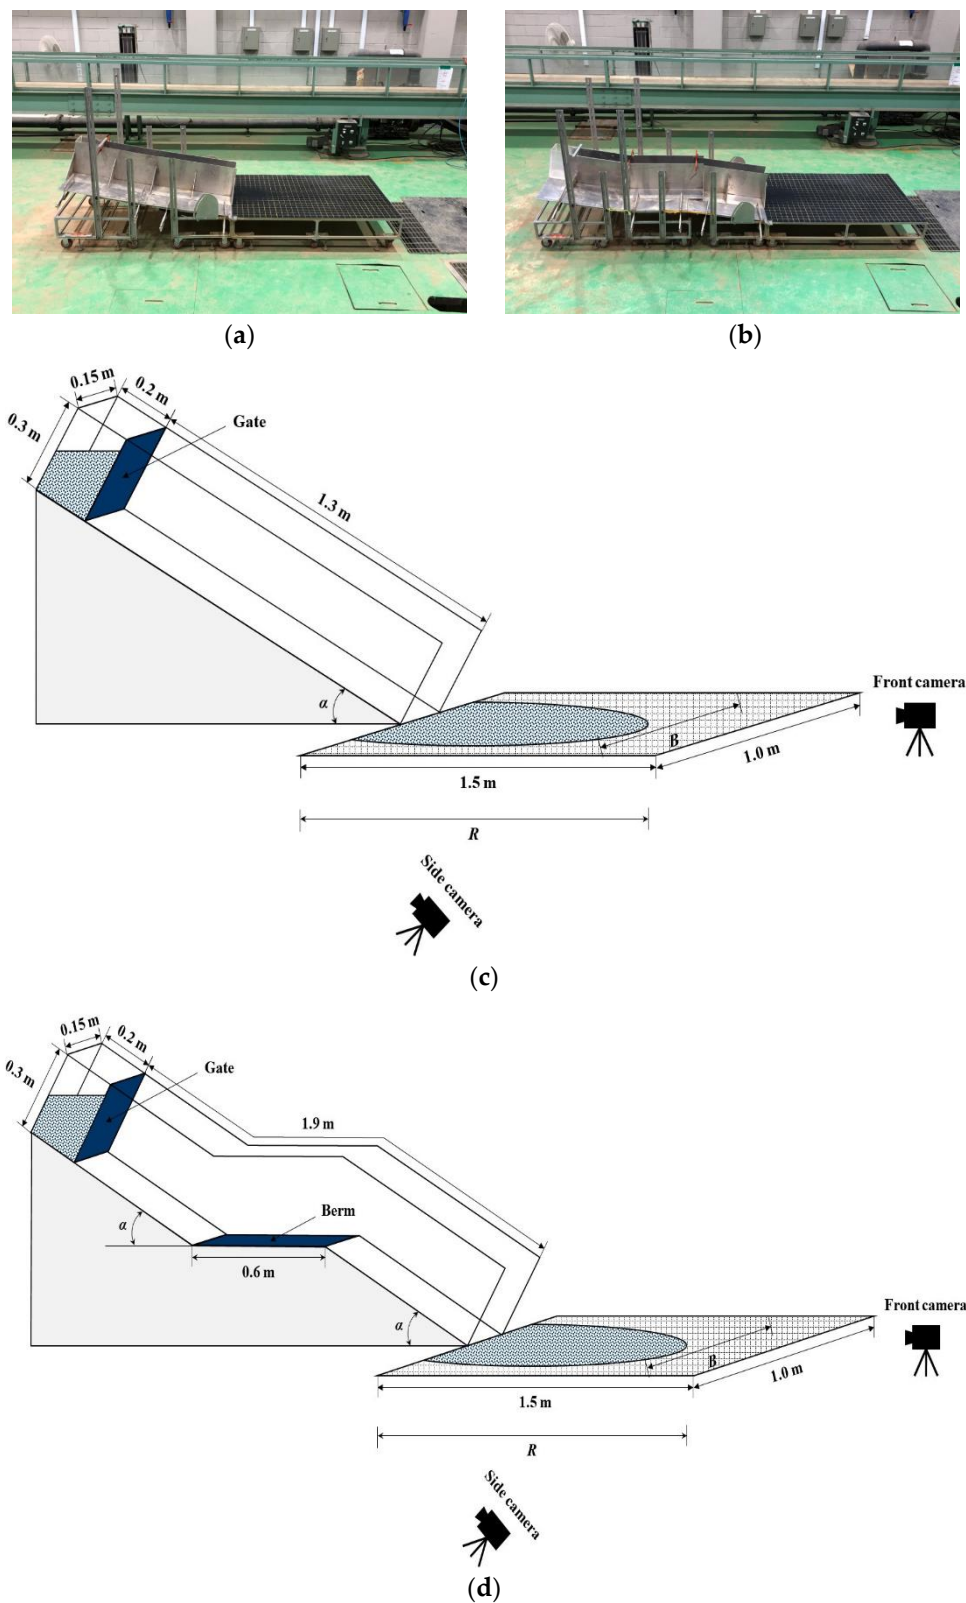 (a)
(b)
0.15 m
0.2 m
0.3 m
Gate
1.3 m
α
Front camera
B
1.0 m
1.5 m
R
Side camera
(c)
0.15 m
0.2 m
0.3 m
Gate
1.9 m
α
Berm
0.6 m
α
Front camera
B
1.0 m
1.5 m
R
Side camera
(d)